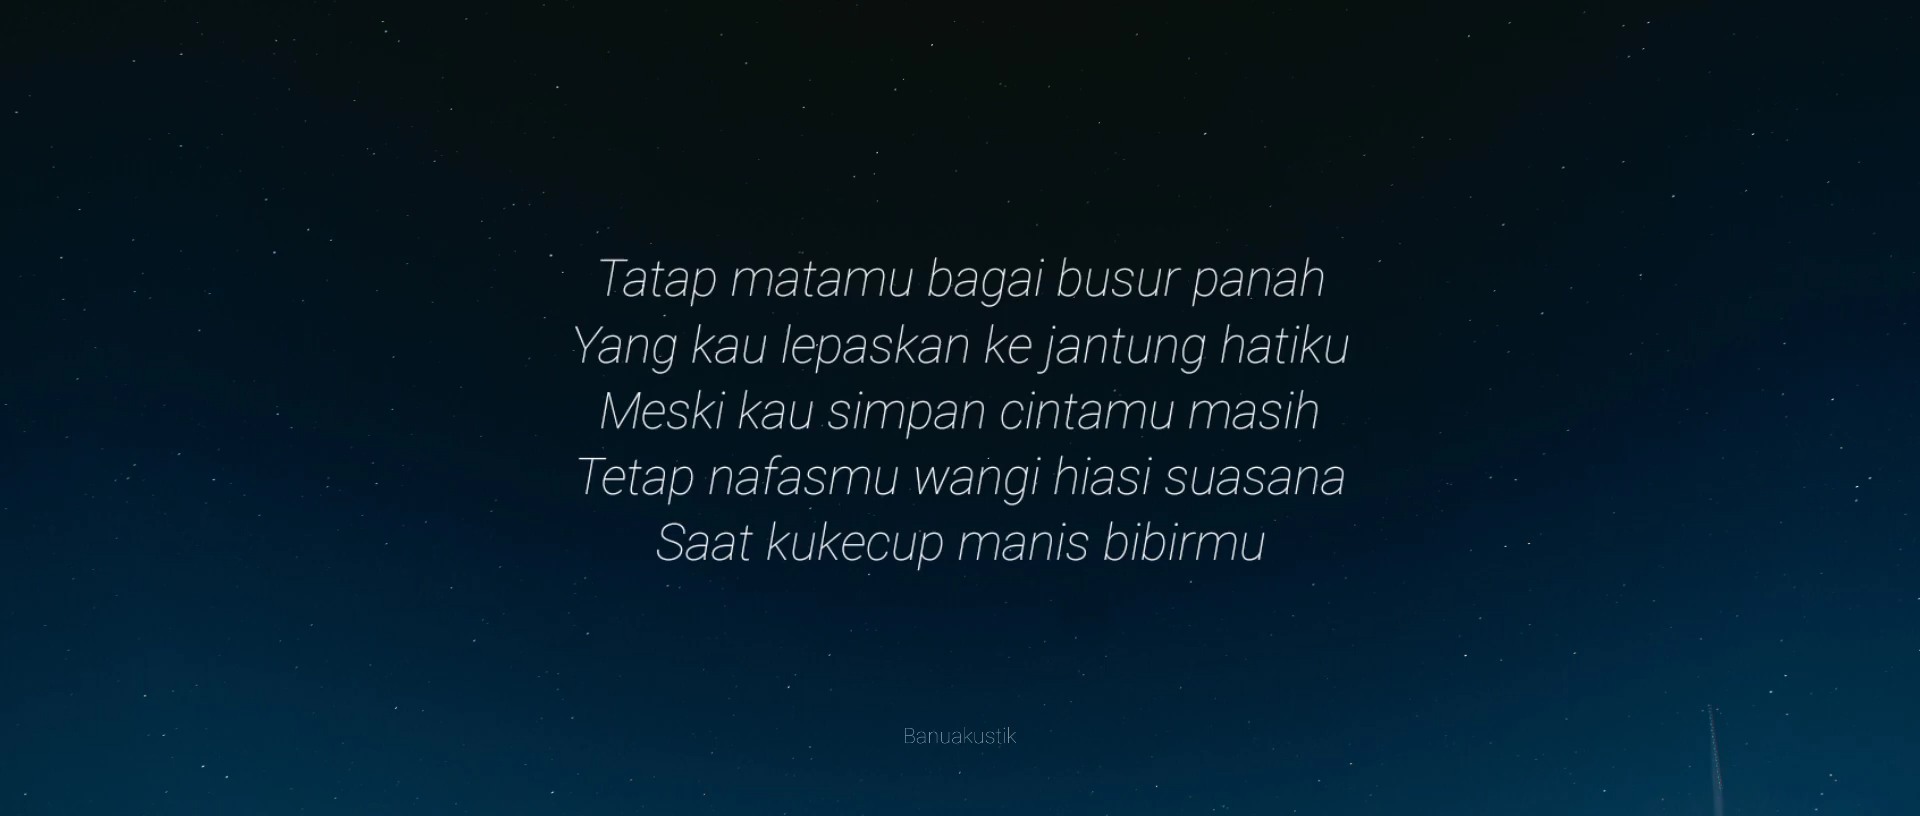 Tatap matamu bagai busur panah
Yang kau lepaskan ke jantung hatiku
Meski kau simpan cintamu masih
Tetap nafasmu wangi hiasi suasana
Saat kukecup manis bibirmu
Banuakustik